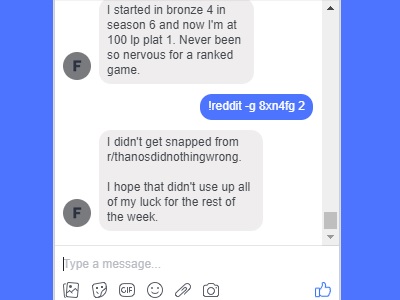 I started in bronze 4 in
season 6 and now I'm at
100 lp plat 1. Never been
so nervous for a ranked
game.
F
!reddit -g 8xn4fg 2
I didn't get snapped from
r/thanosdidnothingwrong.
I hope that didn't use up all
of my luck for the rest of
the week.
F
Type a message...
GIF